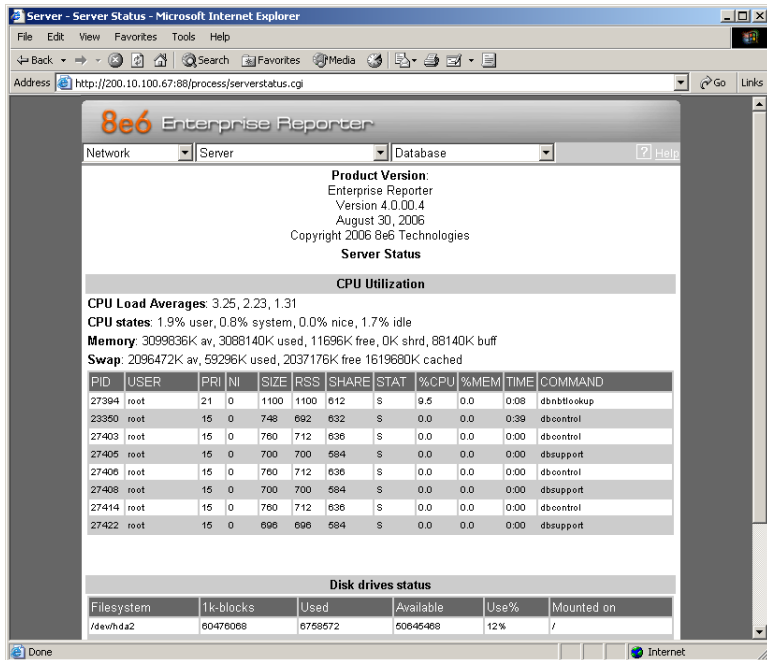 Server - Server Status - Microsoft Internet Explorer
File Edit View Favorites Tools Help
Back Search Favorites Media
Address http://200.10.100.67:88/process/serverstatus.cgi Go Links
8e6 Enterprise Reporter
Network Server Database ? Help
Product Version:
Enterprise Reporter
Version 4.0.00.4
August 30, 2006
Copyright 2006 8e6 Technologies
Server Status
CPU Utilization
CPU Load Averages: 3.25, 2.23, 1.31
CPU states: 1.9% user, 0.8% system, 0.0% nice, 1.7% idle
Memory: 3099836K av, 3088140K used, 11696K free, 0K shrd, 88140K buff
Swap: 2096472K av, 59296K used, 2037176K free 1619680K cached
PID USER PRI NI SIZE RSS SHARE STAT %CPU %MEM TIME COMMAND
27394 root 21 0 1100 1100 612 S 9.5 0.0 0:08 dbnbtlookup
23350 root 15 0 748 692 632 S 0.0 0.0 0:39 dbcontrol
27403 root 15 0 760 712 636 S 0.0 0.0 0:00 dbcontrol
27405 root 15 0 700 700 584 S 0.0 0.0 0:00 dbsupport
27406 root 15 0 760 712 636 S 0.0 0.0 0:00 dbcontrol
27408 root 15 0 700 700 584 S 0.0 0.0 0:00 dbsupport
27414 root 15 0 760 712 636 S 0.0 0.0 0:00 dbcontrol
27422 root 15 0 696 696 584 S 0.0 0.0 0:00 dbsupport
Disk drives status
Filesystem 1k-blocks Used Available Use% Mounted on
/dev/hda2 60476068 6758572 50645468 12% /
Done Internet